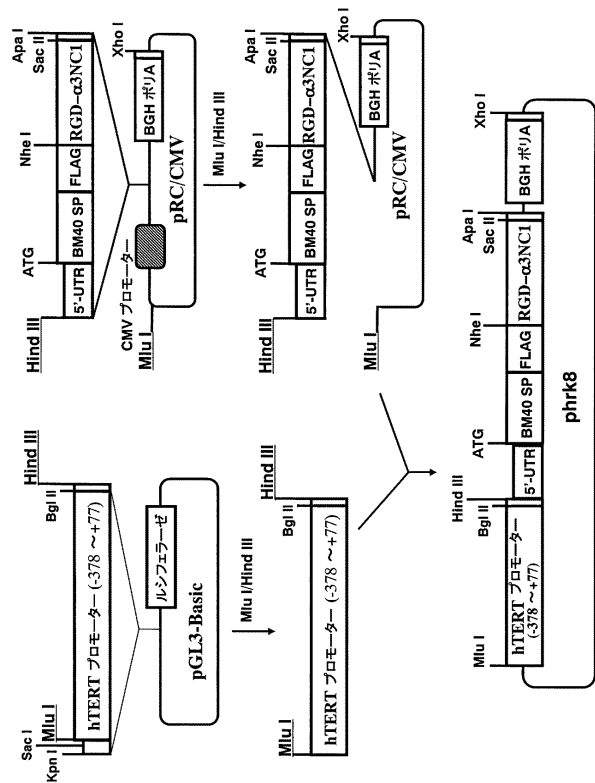 Sac I
Kpn I
Mlu I
Bgl II
Hind III
hTERT プロモーター (-378 ～+77)
ルシフェラーゼ
pGL3-Basic
Mlu I/Hind III
Mlu I
Hind III
hTERT プロモーター (-378 ～+77)
Hind III
ATG
Nhe I
Sac II
Apa I
5'-UTR BM40 SP FLAG RGD-α3NC1
CMV プロモーター
Mlu I
BGH ポリA
Xho I
pRC/CMV
Mlu I/Hind III
Hind III
ATG
Nhe I
Sac II
Apa I
5'-UTR BM40 SP FLAG RGD-α3NC1
Mlu I
BGH ポリA
Xho I
pRC/CMV
Mlu I
Bgl II
Hind III
ATG
Nhe I
Sac II
Apa I
Xho I
hTERT プロモーター
(-378 ～+77)
5'-UTR BM40 SP FLAG RGD-α3NC1 BGH ポリA
phrk8